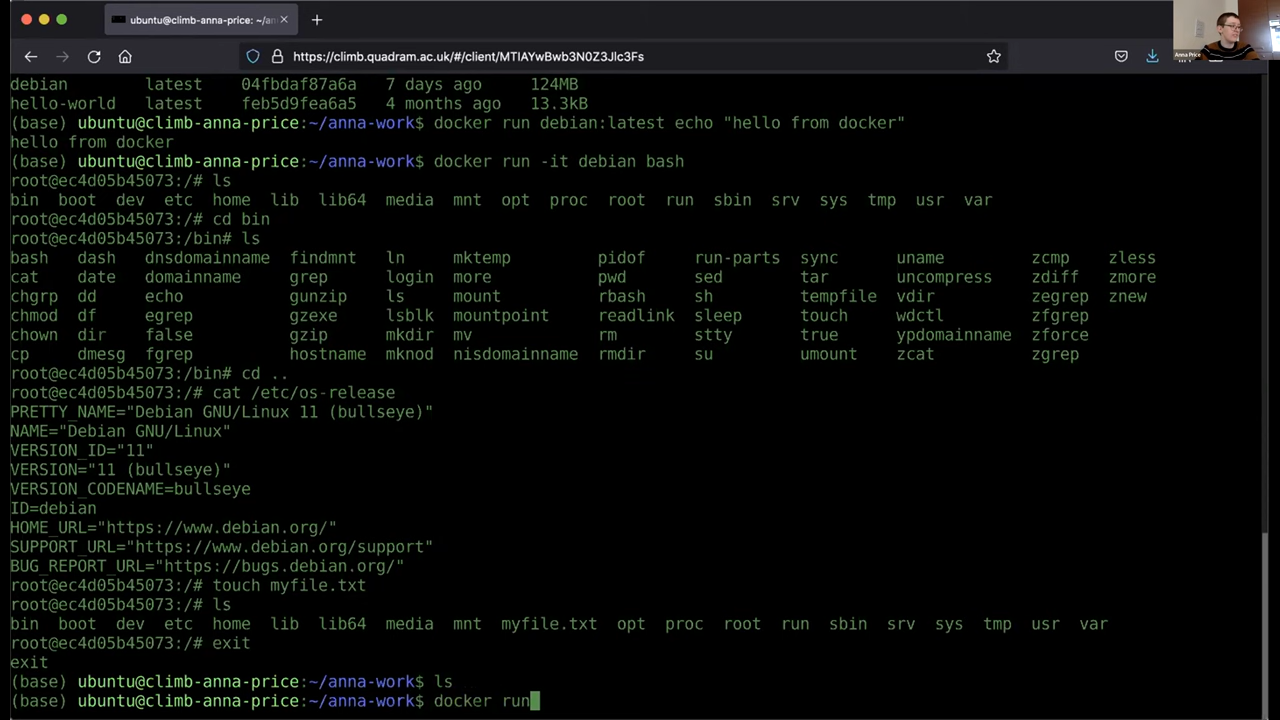 ubuntu@climb-anna-price: ~/an
https://climb.quadram.ac.uk/#/client/MTIAYwBwb3N0Z3Jlc3Fs
Anna Price
debian latest 04fbdaf87a6a 7 days ago 124MB
hello-world latest feb5d9fea6a5 4 months ago 13.3kB
(base) ubuntu@climb-anna-price:~/anna-work$ docker run debian:latest echo "hello from docker"
hello from docker
(base) ubuntu@climb-anna-price:~/anna-work$ docker run -it debian bash
root@ec4d05b45073:/# ls
bin boot dev etc home lib lib64 media mnt opt proc root run sbin srv sys tmp usr var
root@ec4d05b45073:/# cd bin
root@ec4d05b45073:/bin# ls
bash dash dnsdomainname findmnt ln mktemp pidof run-parts sync uname zcmp zless
cat date domainname grep login more pwd sed tar uncompress zdiff zmore
chgrp dd echo gunzip ls mount rbash sh tempfile vdir zegrep znew
chmod df egrep gzexe lsblk mountpoint readlink sleep touch wdctl zfgrep
chown dir false gzip mkdir mv rm stty true ypdomainname zforce
cp dmesg fgrep hostname mknod nisdomainname rmdir su umount zcat zgrep
root@ec4d05b45073:/bin# cd ..
root@ec4d05b45073:/# cat /etc/os-release
PRETTY_NAME="Debian GNU/Linux 11 (bullseye)"
NAME="Debian GNU/Linux"
VERSION_ID="11"
VERSION="11 (bullseye)"
VERSION_CODENAME=bullseye
ID=debian
HOME_URL="https://www.debian.org/"
SUPPORT_URL="https://www.debian.org/support"
BUG_REPORT_URL="https://bugs.debian.org/"
root@ec4d05b45073:/# touch myfile.txt
root@ec4d05b45073:/# ls
bin boot dev etc home lib lib64 media mnt myfile.txt opt proc root run sbin srv sys tmp usr var
root@ec4d05b45073:/# exit
exit
(base) ubuntu@climb-anna-price:~/anna-work$ ls
(base) ubuntu@climb-anna-price:~/anna-work$ docker run